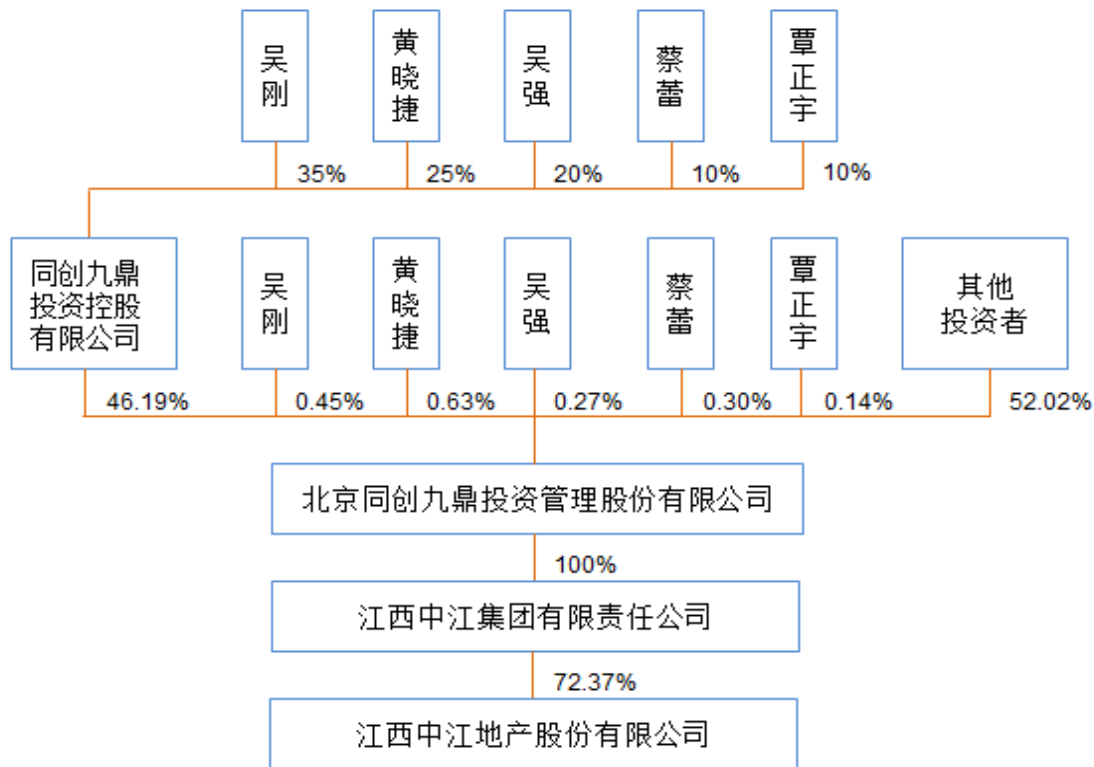 吴刚
黄晓捷
吴强
蔡蕾
覃正宇
35%
25%
20%
10%
10%
同创九鼎
投资控股
有限公司
吴刚
黄晓捷
吴强
蔡蕾
覃正宇
其他
投资者
46.19%
0.45%
0.63%
0.27%
0.30%
0.14%
52.02%
北京同创九鼎投资管理股份有限公司
100%
江西中江集团有限责任公司
72.37%
江西中江地产股份有限公司